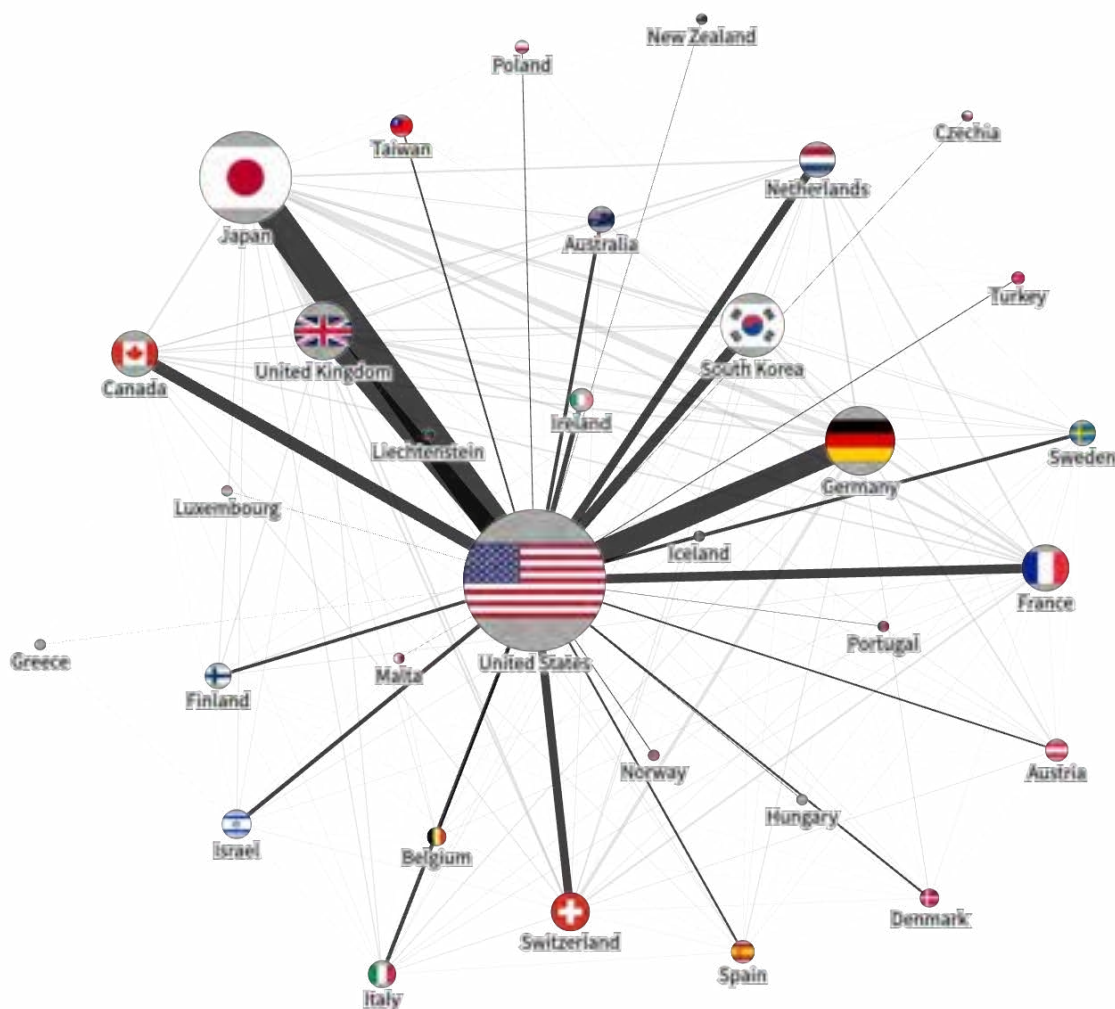 New Zealand
Poland
Czechia
Taiwan
Netherlands
Japan
Australia
Turkey
South Korea
United Kingdom
Canada
Ireland
Liechtenstein
Sweden
Germany
Luxembourg
Iceland
France
Portugal
Greece
United States
Malta
Finland
Norway
Austria
Hungary
Israel
Belgium
Denmark
Switzerland
Spain
Italy